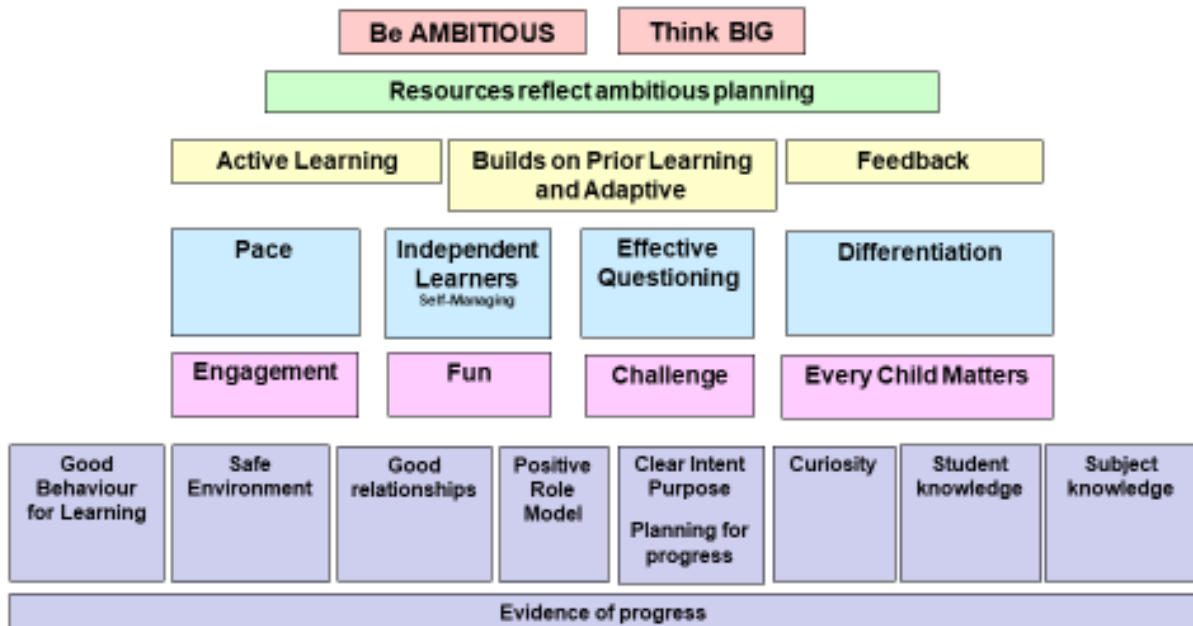 Be AMBITIOUS
Think BIG
Resources reflect ambitious planning
Active Learning
Builds on Prior Learning
and Adaptive
Feedback
Pace
Independent
Learners
Self-Managing
Effective
Questioning
Differentiation
Engagement
Fun
Challenge
Every Child Matters
Good
Behaviour
for Learning
Safe
Environment
Good
relationships
Positive
Role
Model
Clear Intent
Purpose
Planning for
progress
Curiosity
Student
knowledge
Subject
knowledge
Evidence of progress